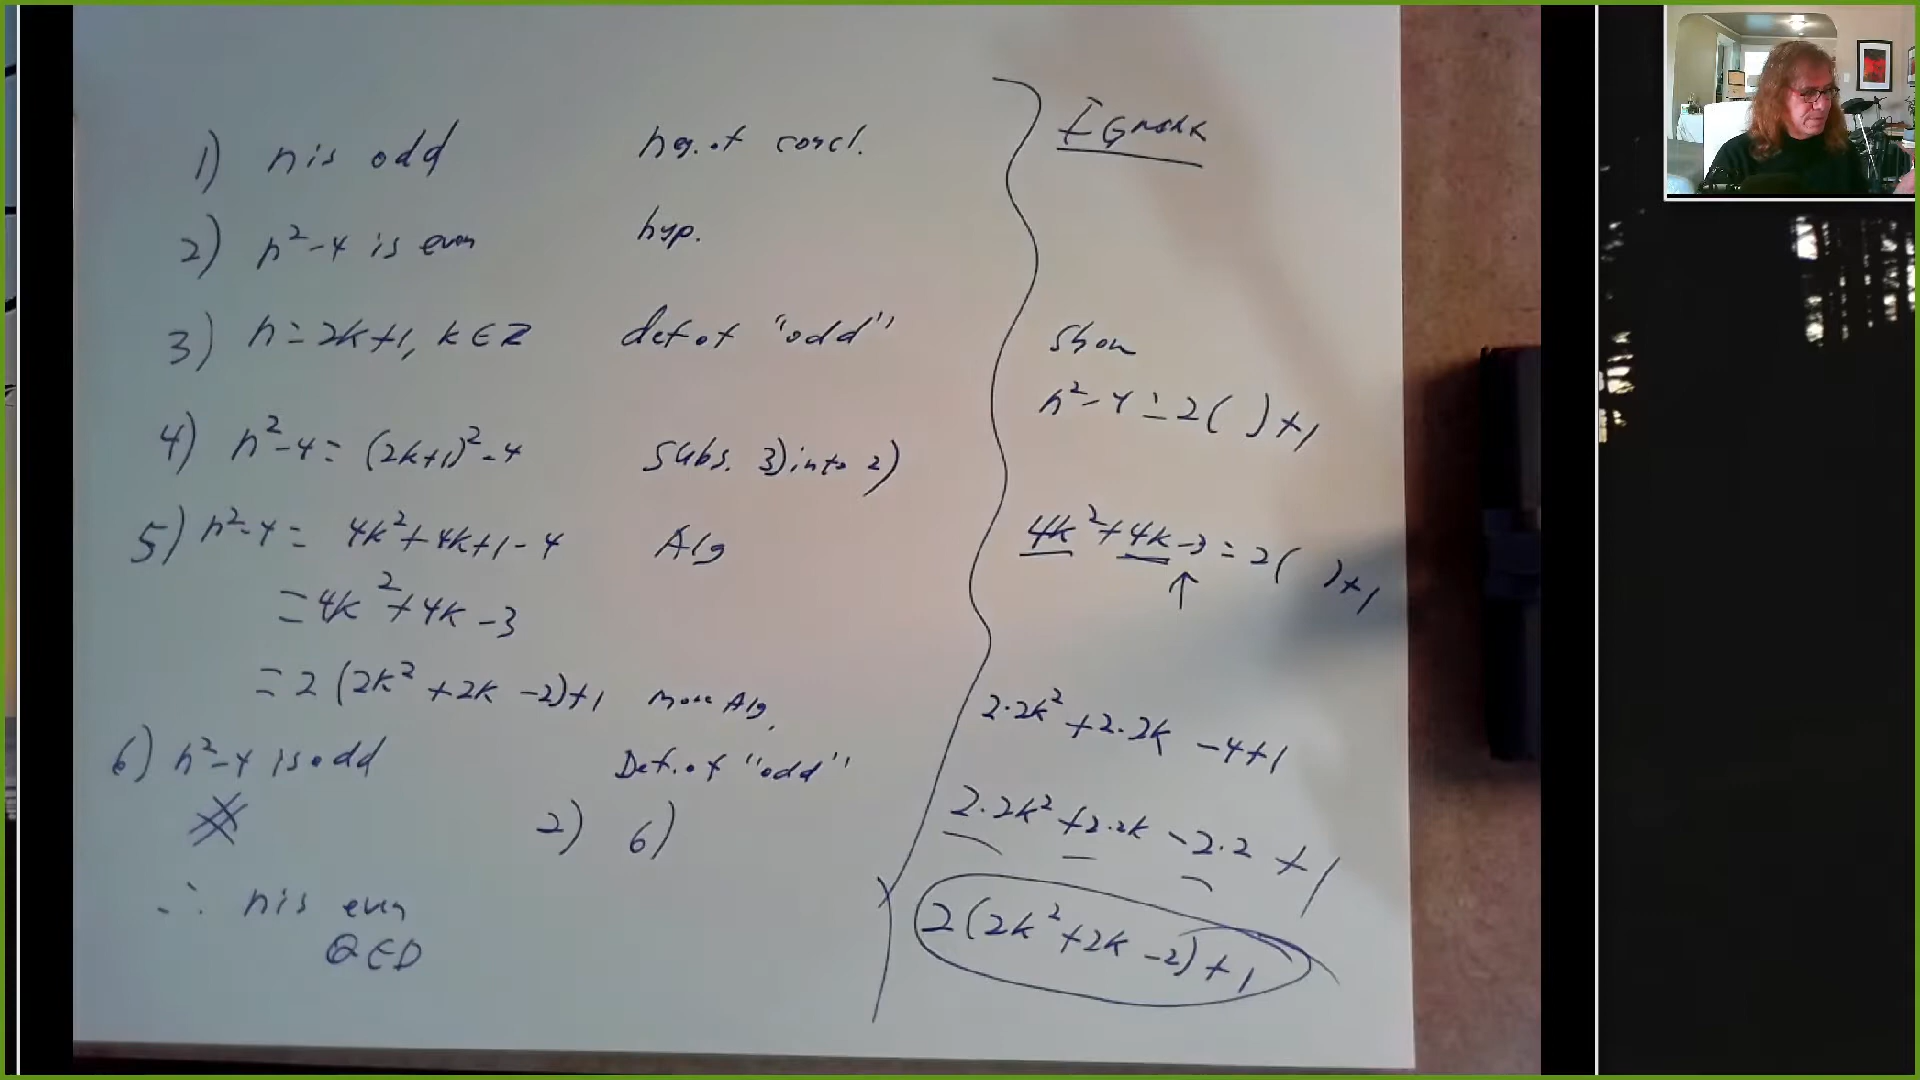 1) n is odd neg. of concl.
2) n² - 4 is even hyp.
3) n = 2k+1, k ∈ Z def. of "odd"
4) n² - 4 = (2k+1)² - 4 subs. 3) into 2)
5) n² - 4 = 4k² + 4k + 1 - 4 Alg
= 4k² + 4k - 3
= 2(2k² + 2k - 2) + 1 more Alg.
6) n² - 4 is odd Def. of "odd"
2) 6)
∴ n is even
QED
show
n² - 4 = 2( ) + 1
4k² + 4k - 3 = 2( ) + 1
↑
2·2k² + 2·2k - 4 + 1
2·2k² + 2·2k - 2·2 + 1
2(2k² + 2k - 2) + 1